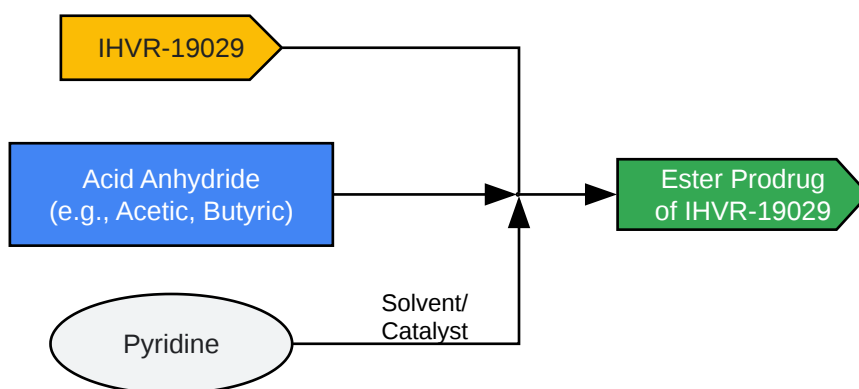 IHVR-19029
Acid Anhydride
(e.g., Acetic, Butyric)
Ester Prodrug
of IHVR-19029
Solvent/
Catalyst
Pyridine